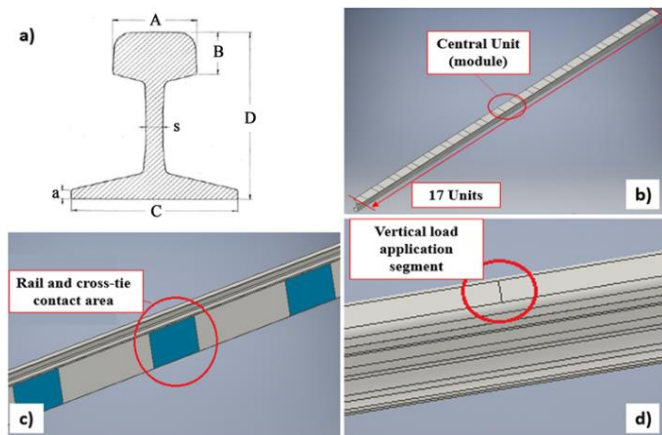 a)
A
B
D
s
a
C
Central Unit
(module)
17 Units
b)
Rail and cross-tie
contact area
c)
Vertical load
application
segment
d)